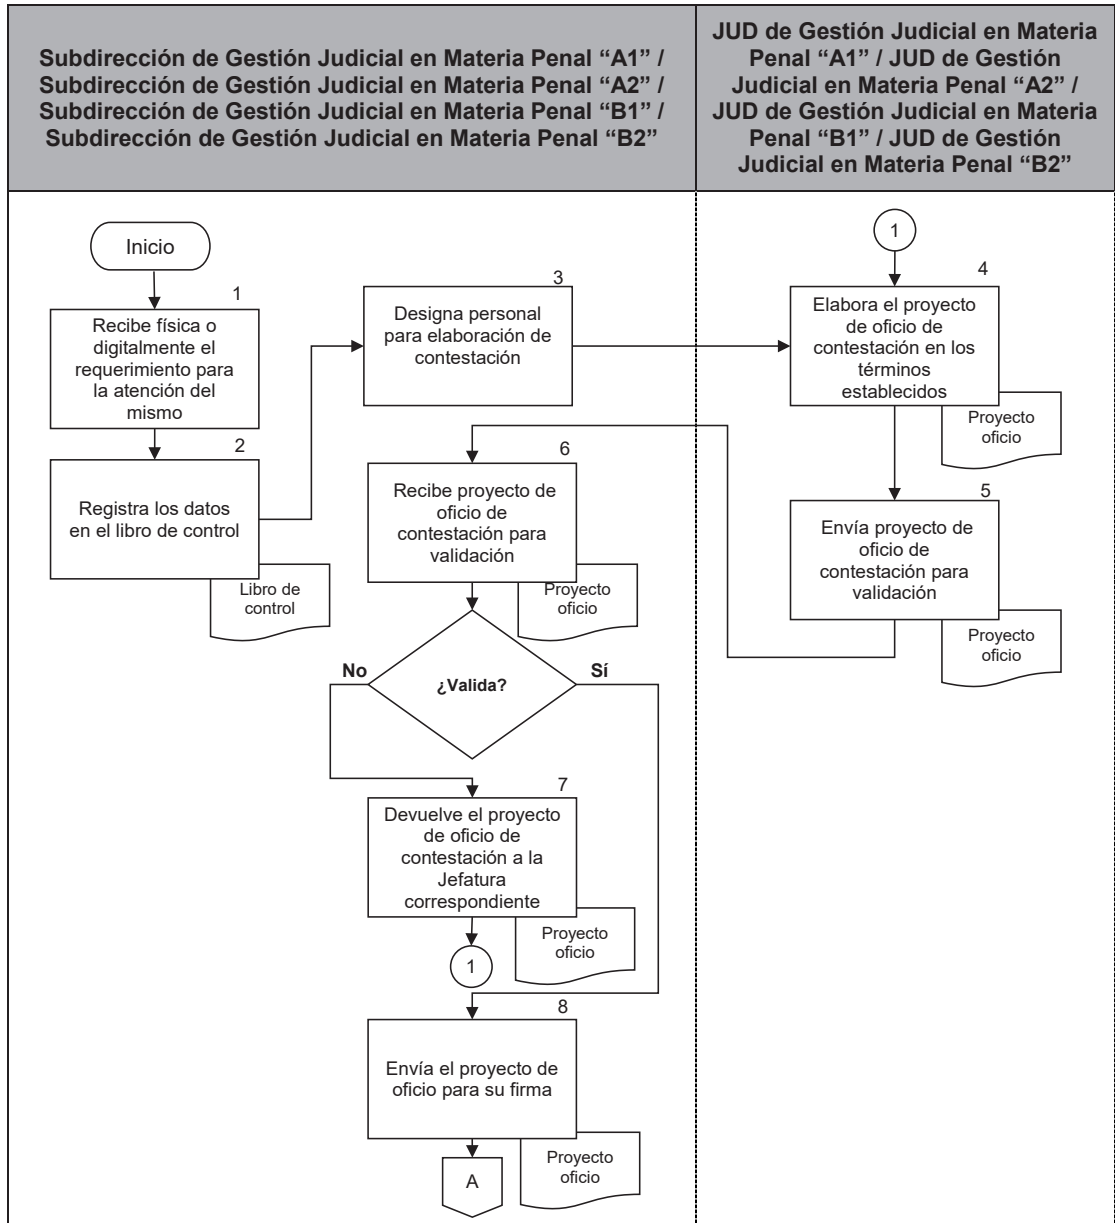 Subdirección de Gestión Judicial en Materia Penal “A1” /
Subdirección de Gestión Judicial en Materia Penal “A2” /
Subdirección de Gestión Judicial en Materia Penal “B1” /
Subdirección de Gestión Judicial en Materia Penal “B2”
JUD de Gestión Judicial en Materia
Penal “A1” / JUD de Gestión
Judicial en Materia Penal “A2” /
JUD de Gestión Judicial en Materia
Penal “B1” / JUD de Gestión
Judicial en Materia Penal “B2”
Inicio
1
Recibe física o
digitalmente el
requerimiento para
la atención del
mismo
2
Registra los datos
en el libro de control
Libro de
control
3
Designa personal
para elaboración de
contestación
1
4
Elabora el proyecto
de oficio de
contestación en los
términos
establecidos
Proyecto
oficio
5
Envía proyecto de
oficio de
contestación para
validación
Proyecto
oficio
6
Recibe proyecto de
oficio de
contestación para
validación
Proyecto
oficio
¿Valida?
No
Sí
7
Devuelve el proyecto
de oficio de
contestación a la
Jefatura
correspondiente
Proyecto
oficio
1
8
Envía el proyecto de
oficio para su firma
Proyecto
oficio
A